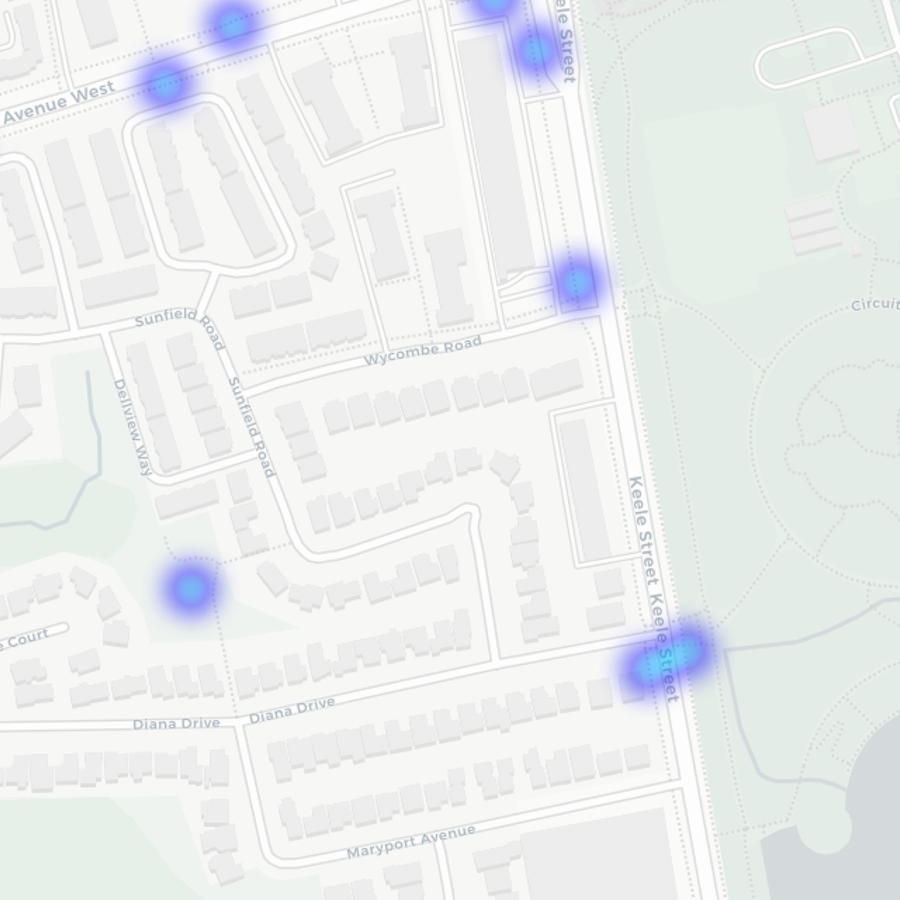 ele Street
Avenue West
Circuit
Sunfield Road
Wycombe Road
Dellview Way
Sunfield Road
Keele Street
Keele Street
e Court
Diana Drive
Diana Drive
Maryport Avenue